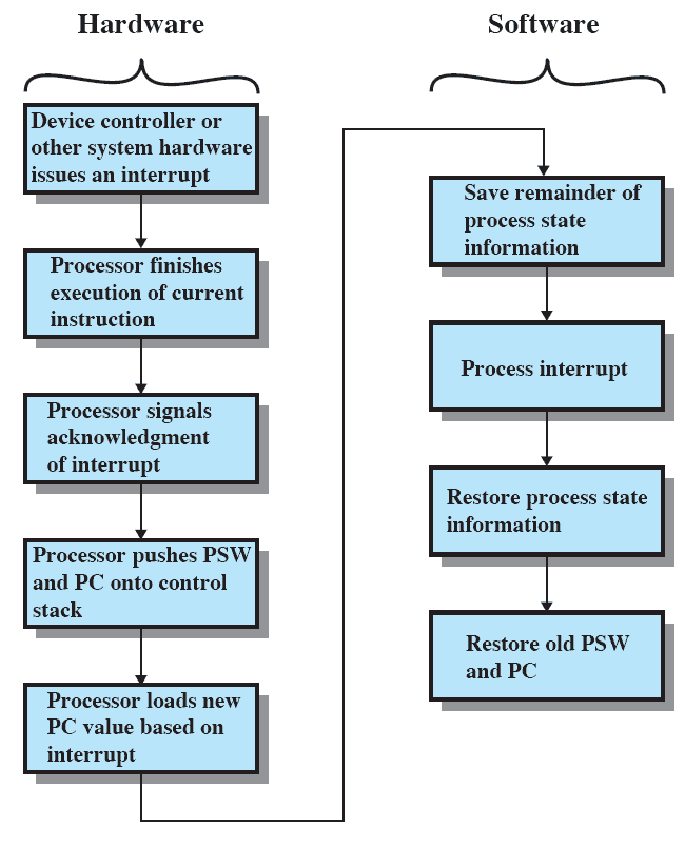 Hardware
Device controller or
other system hardware
issues an interrupt
Processor finishes
execution of current
instruction
Processor signals
acknowledgment
of interrupt
Processor pushes PSW
and PC onto control
stack
Processor loads new
PC value based on
interrupt
Software
Save remainder of
process state
information
Process interrupt
Restore process state
information
Restore old PSW
and PC